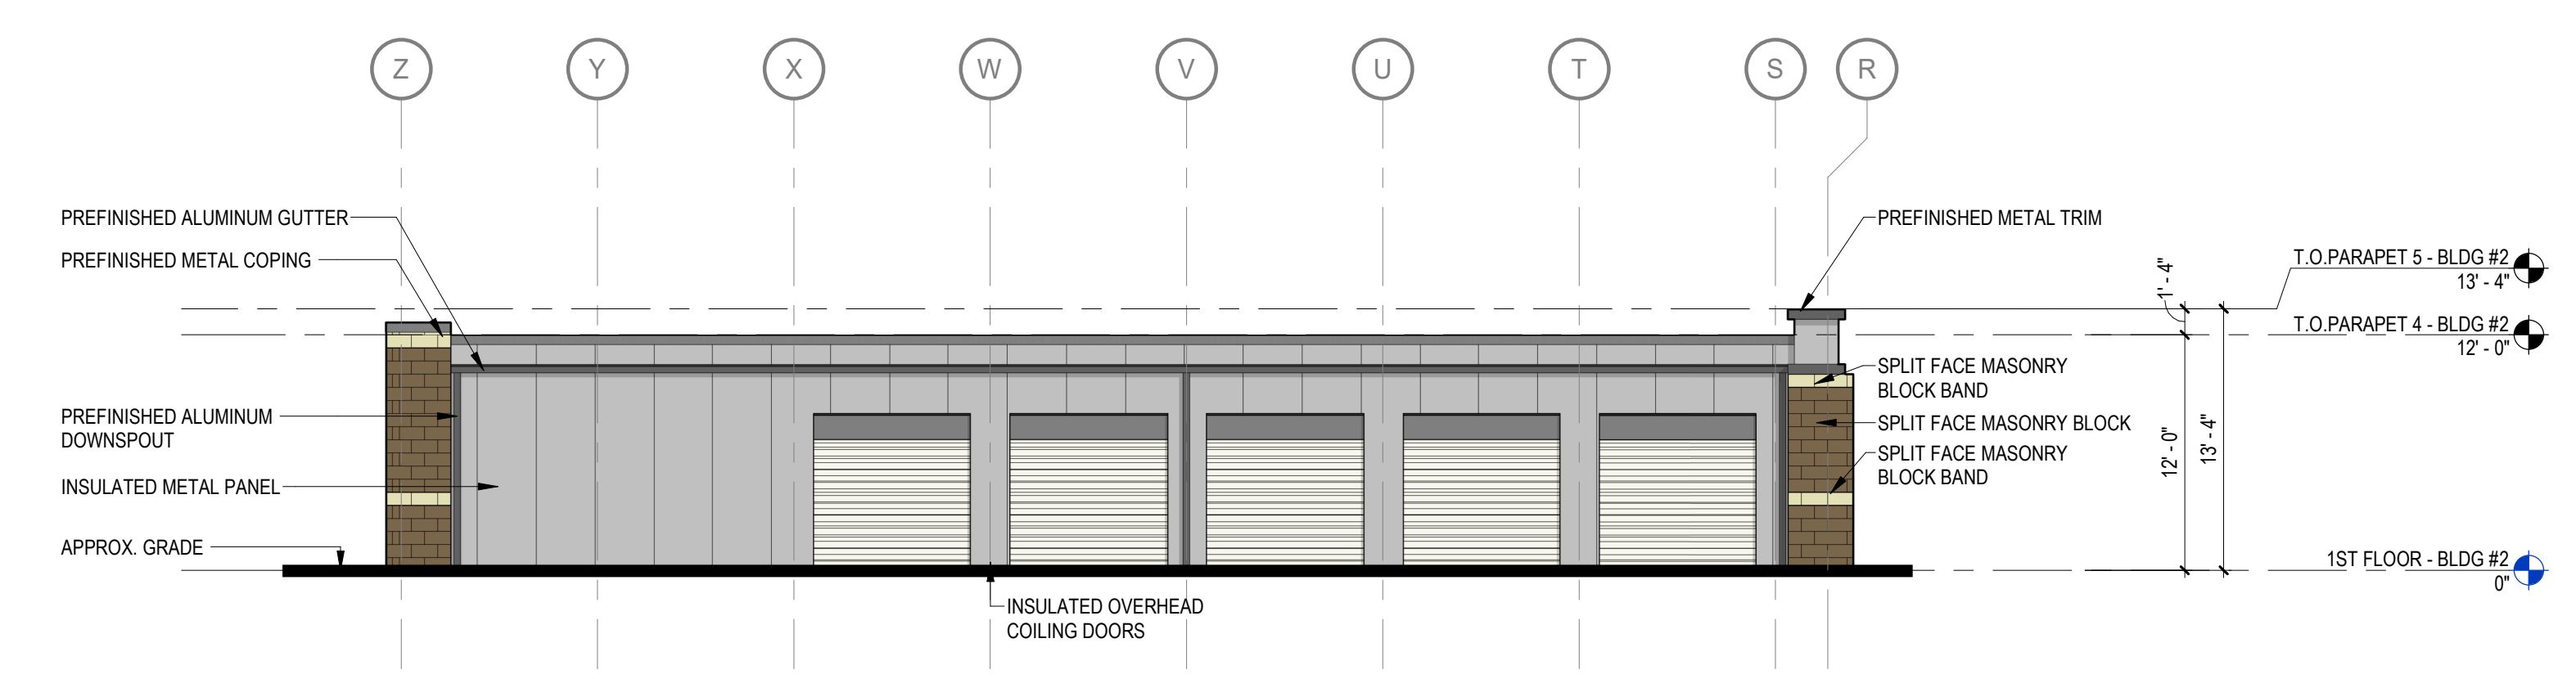 Z Y X W V U T S R
PREFINISHED ALUMINUM GUTTER
PREFINISHED METAL COPING
PREFINISHED ALUMINUM
DOWNSPOUT
INSULATED METAL PANEL
APPROX. GRADE
INSULATED OVERHEAD
COILING DOORS
PREFINISHED METAL TRIM
SPLIT FACE MASONRY
BLOCK BAND
SPLIT FACE MASONRY BLOCK
SPLIT FACE MASONRY
BLOCK BAND
1' - 4"
12' - 0"
13' - 4"
T.O.PARAPET 5 - BLDG #2
13' - 4"
T.O.PARAPET 4 - BLDG #2
12' - 0"
1ST FLOOR - BLDG #2
0"